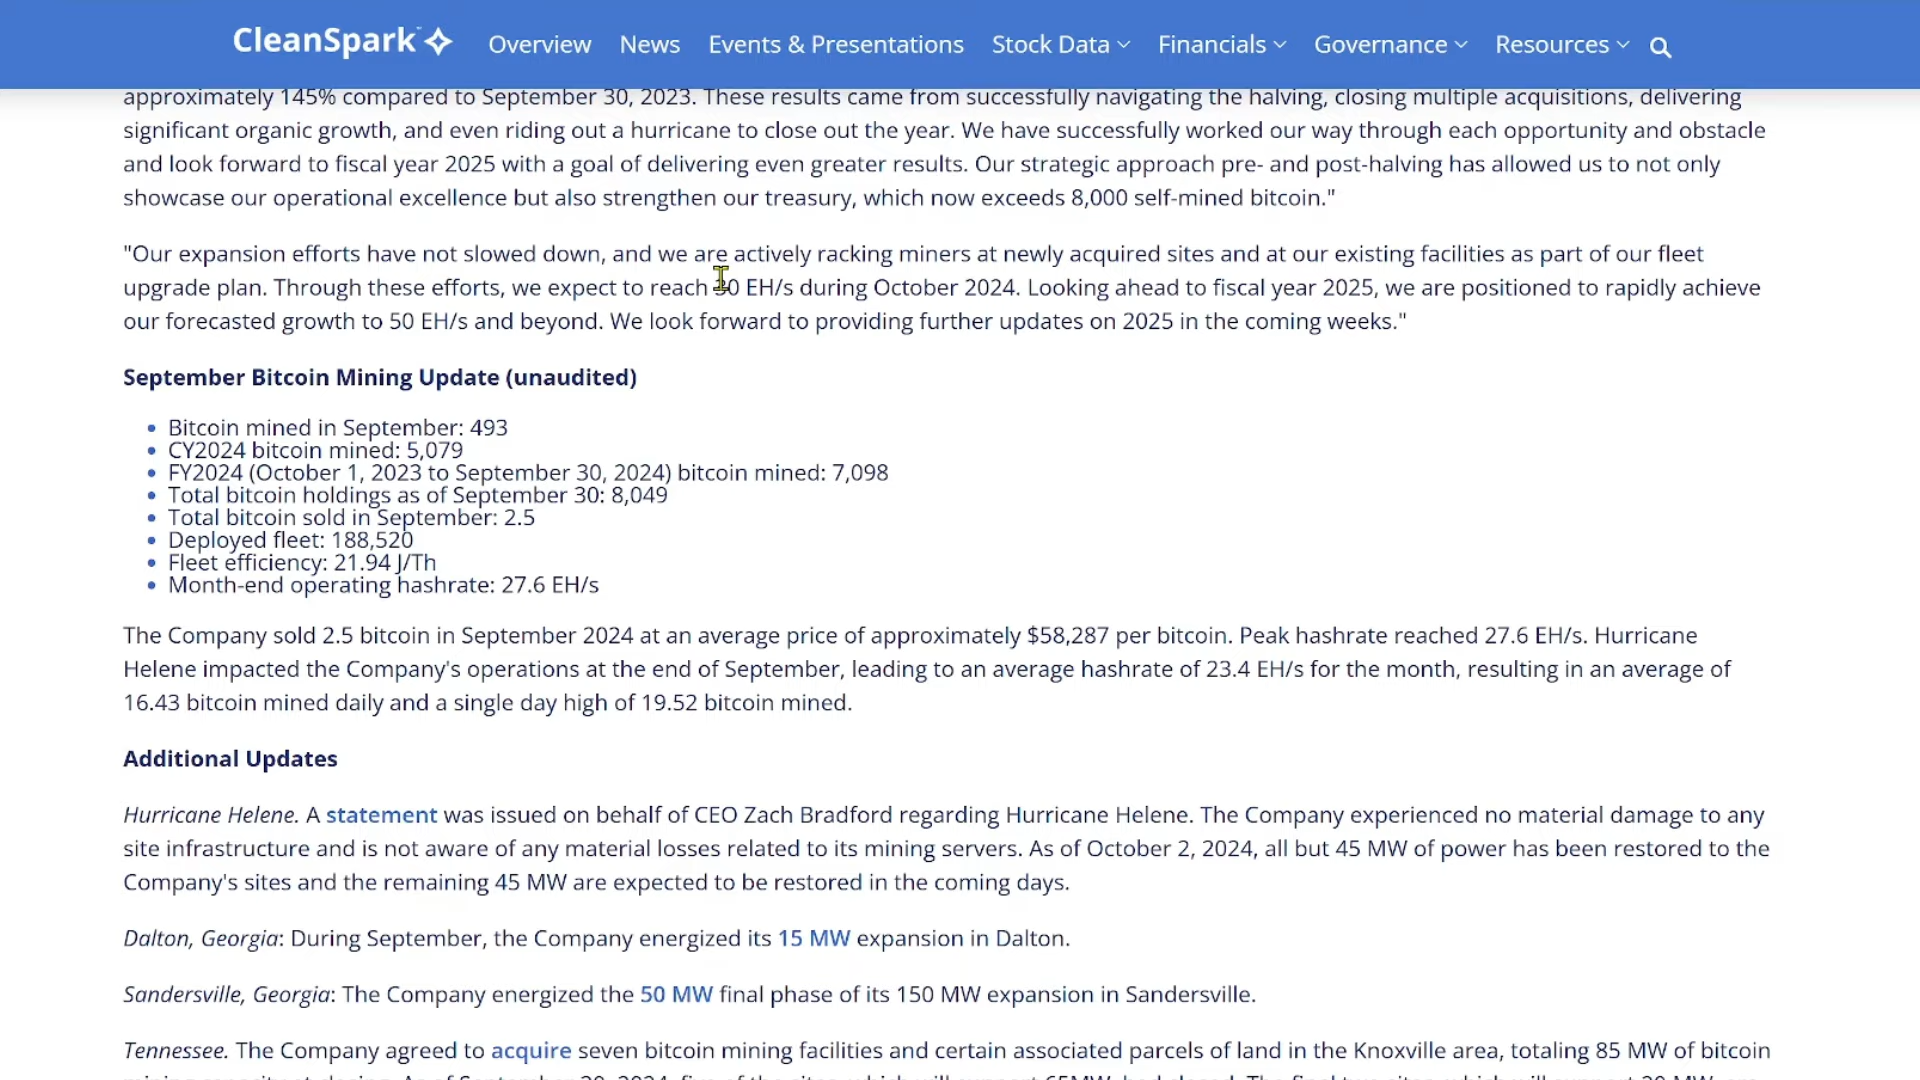 CleanSpark Overview News Events & Presentations Stock Data Financials Governance Resources
approximately 145% compared to September 30, 2023. These results came from successfully navigating the halving, closing multiple acquisitions, delivering
significant organic growth, and even riding out a hurricane to close out the year. We have successfully worked our way through each opportunity and obstacle
and look forward to fiscal year 2025 with a goal of delivering even greater results. Our strategic approach pre- and post-halving has allowed us to not only
showcase our operational excellence but also strengthen our treasury, which now exceeds 8,000 self-mined bitcoin."
"Our expansion efforts have not slowed down, and we are actively racking miners at newly acquired sites and at our existing facilities as part of our fleet
upgrade plan. Through these efforts, we expect to reach 30 EH/s during October 2024. Looking ahead to fiscal year 2025, we are positioned to rapidly achieve
our forecasted growth to 50 EH/s and beyond. We look forward to providing further updates on 2025 in the coming weeks."
September Bitcoin Mining Update (unaudited)
• Bitcoin mined in September: 493
• CY2024 bitcoin mined: 5,079
• FY2024 (October 1, 2023 to September 30, 2024) bitcoin mined: 7,098
• Total bitcoin holdings as of September 30: 8,049
• Total bitcoin sold in September: 2.5
• Deployed fleet: 188,520
• Fleet efficiency: 21.94 J/Th
• Month-end operating hashrate: 27.6 EH/s
The Company sold 2.5 bitcoin in September 2024 at an average price of approximately $58,287 per bitcoin. Peak hashrate reached 27.6 EH/s. Hurricane
Helene impacted the Company's operations at the end of September, leading to an average hashrate of 23.4 EH/s for the month, resulting in an average of
16.43 bitcoin mined daily and a single day high of 19.52 bitcoin mined.
Additional Updates
Hurricane Helene. A statement was issued on behalf of CEO Zach Bradford regarding Hurricane Helene. The Company experienced no material damage to any
site infrastructure and is not aware of any material losses related to its mining servers. As of October 2, 2024, all but 45 MW of power has been restored to the
Company's sites and the remaining 45 MW are expected to be restored in the coming days.
Dalton, Georgia: During September, the Company energized its 15 MW expansion in Dalton.
Sandersville, Georgia: The Company energized the 50 MW final phase of its 150 MW expansion in Sandersville.
Tennessee. The Company agreed to acquire seven bitcoin mining facilities and certain associated parcels of land in the Knoxville area, totaling 85 MW of bitcoin